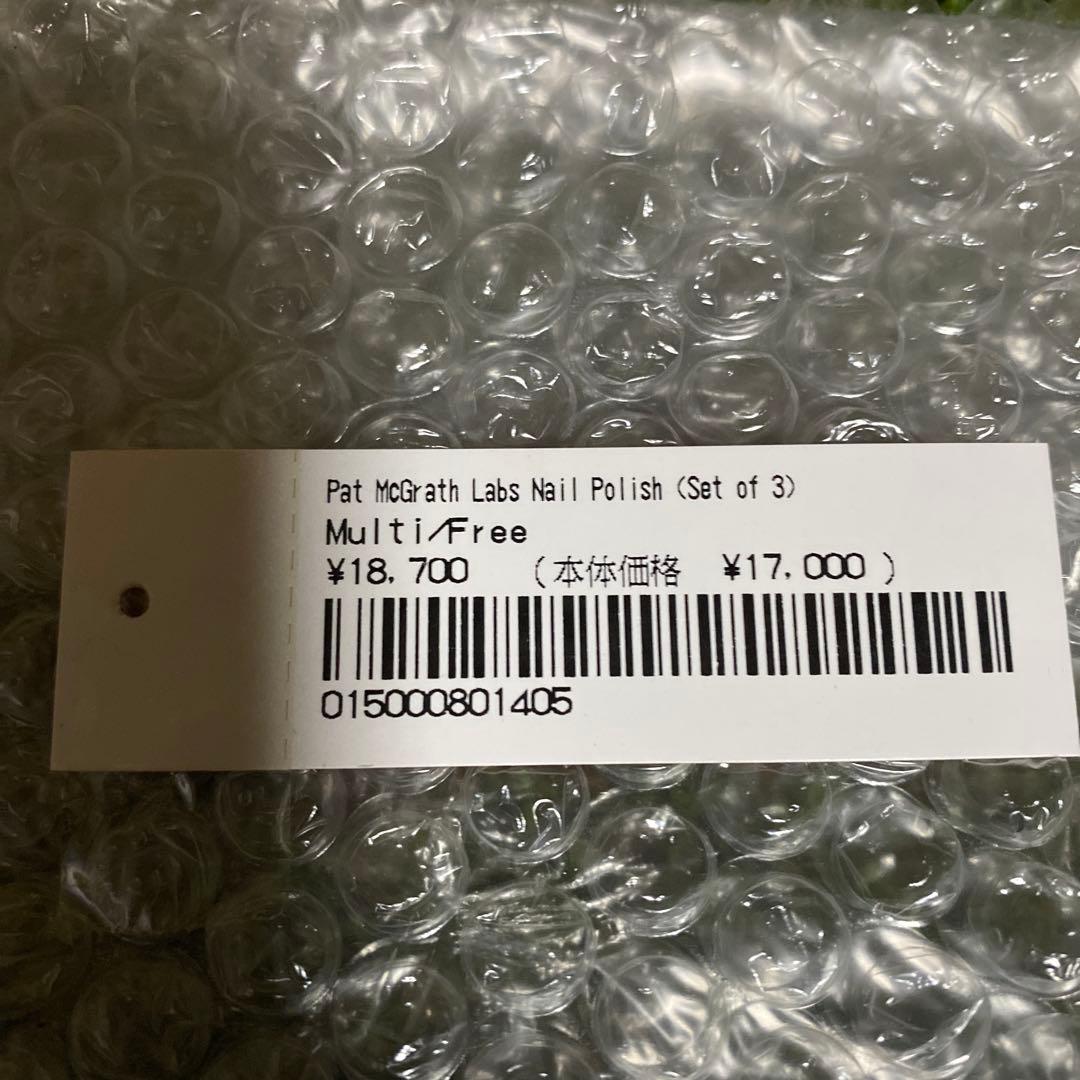 Pat McGrath Labs Nail Polish (Set of 3)
Multi/Free
¥18,700 (本体価格 ¥17,000 )
015000801405